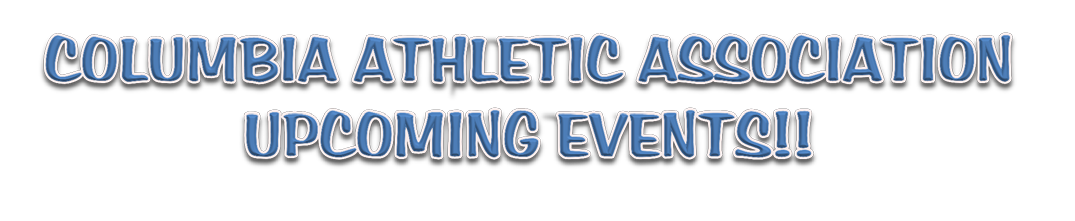 COLUMBIA ATHLETIC ASSOCIATION
UPCOMING EVENTS!!